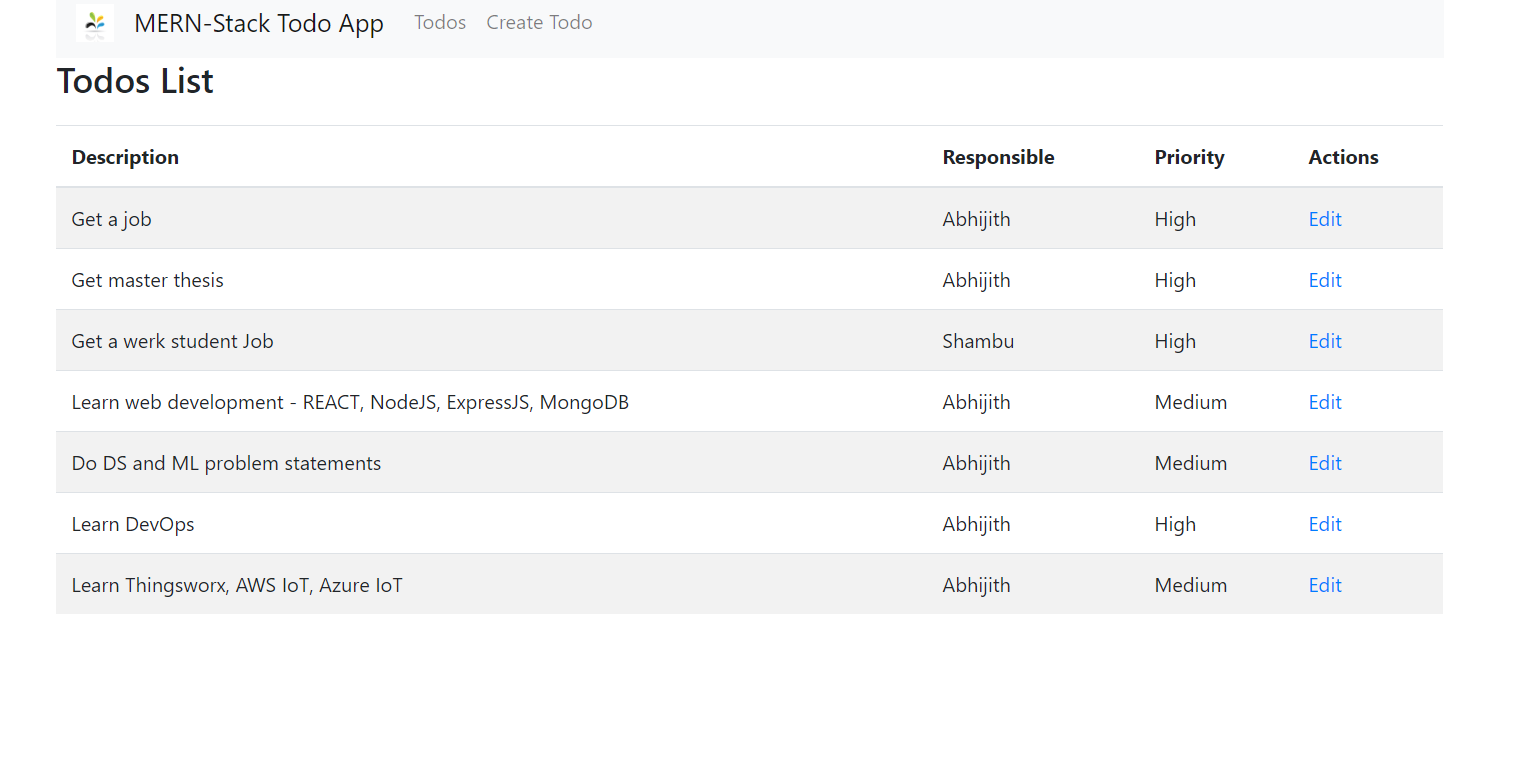 MERN-Stack Todo App Todos Create Todo
Todos List
Description Responsible Priority Actions
Get a job Abhijith High Edit
Get master thesis Abhijith High Edit
Get a werk student Job Shambu High Edit
Learn web development - REACT, NodeJS, ExpressJS, MongoDB Abhijith Medium Edit
Do DS and ML problem statements Abhijith Medium Edit
Learn DevOps Abhijith High Edit
Learn Thingsworx, AWS IoT, Azure IoT Abhijith Medium Edit